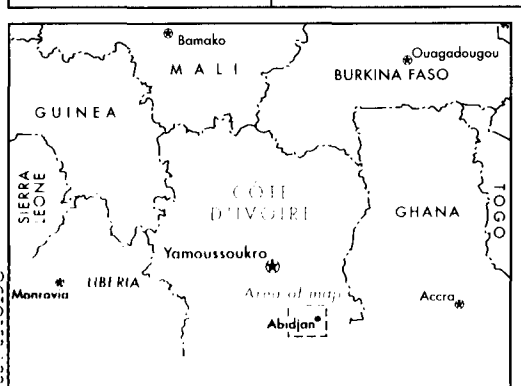 Bamako
Ouagadougou
MALI
BURKINA FASO
GUINEA
SIERRA
LEONE
CÔTE
D'IVOIRE
GHANA
TOGO
Yamoussoukro
LIBERIA
Monrovia
Area of map
Accra
Abidjan